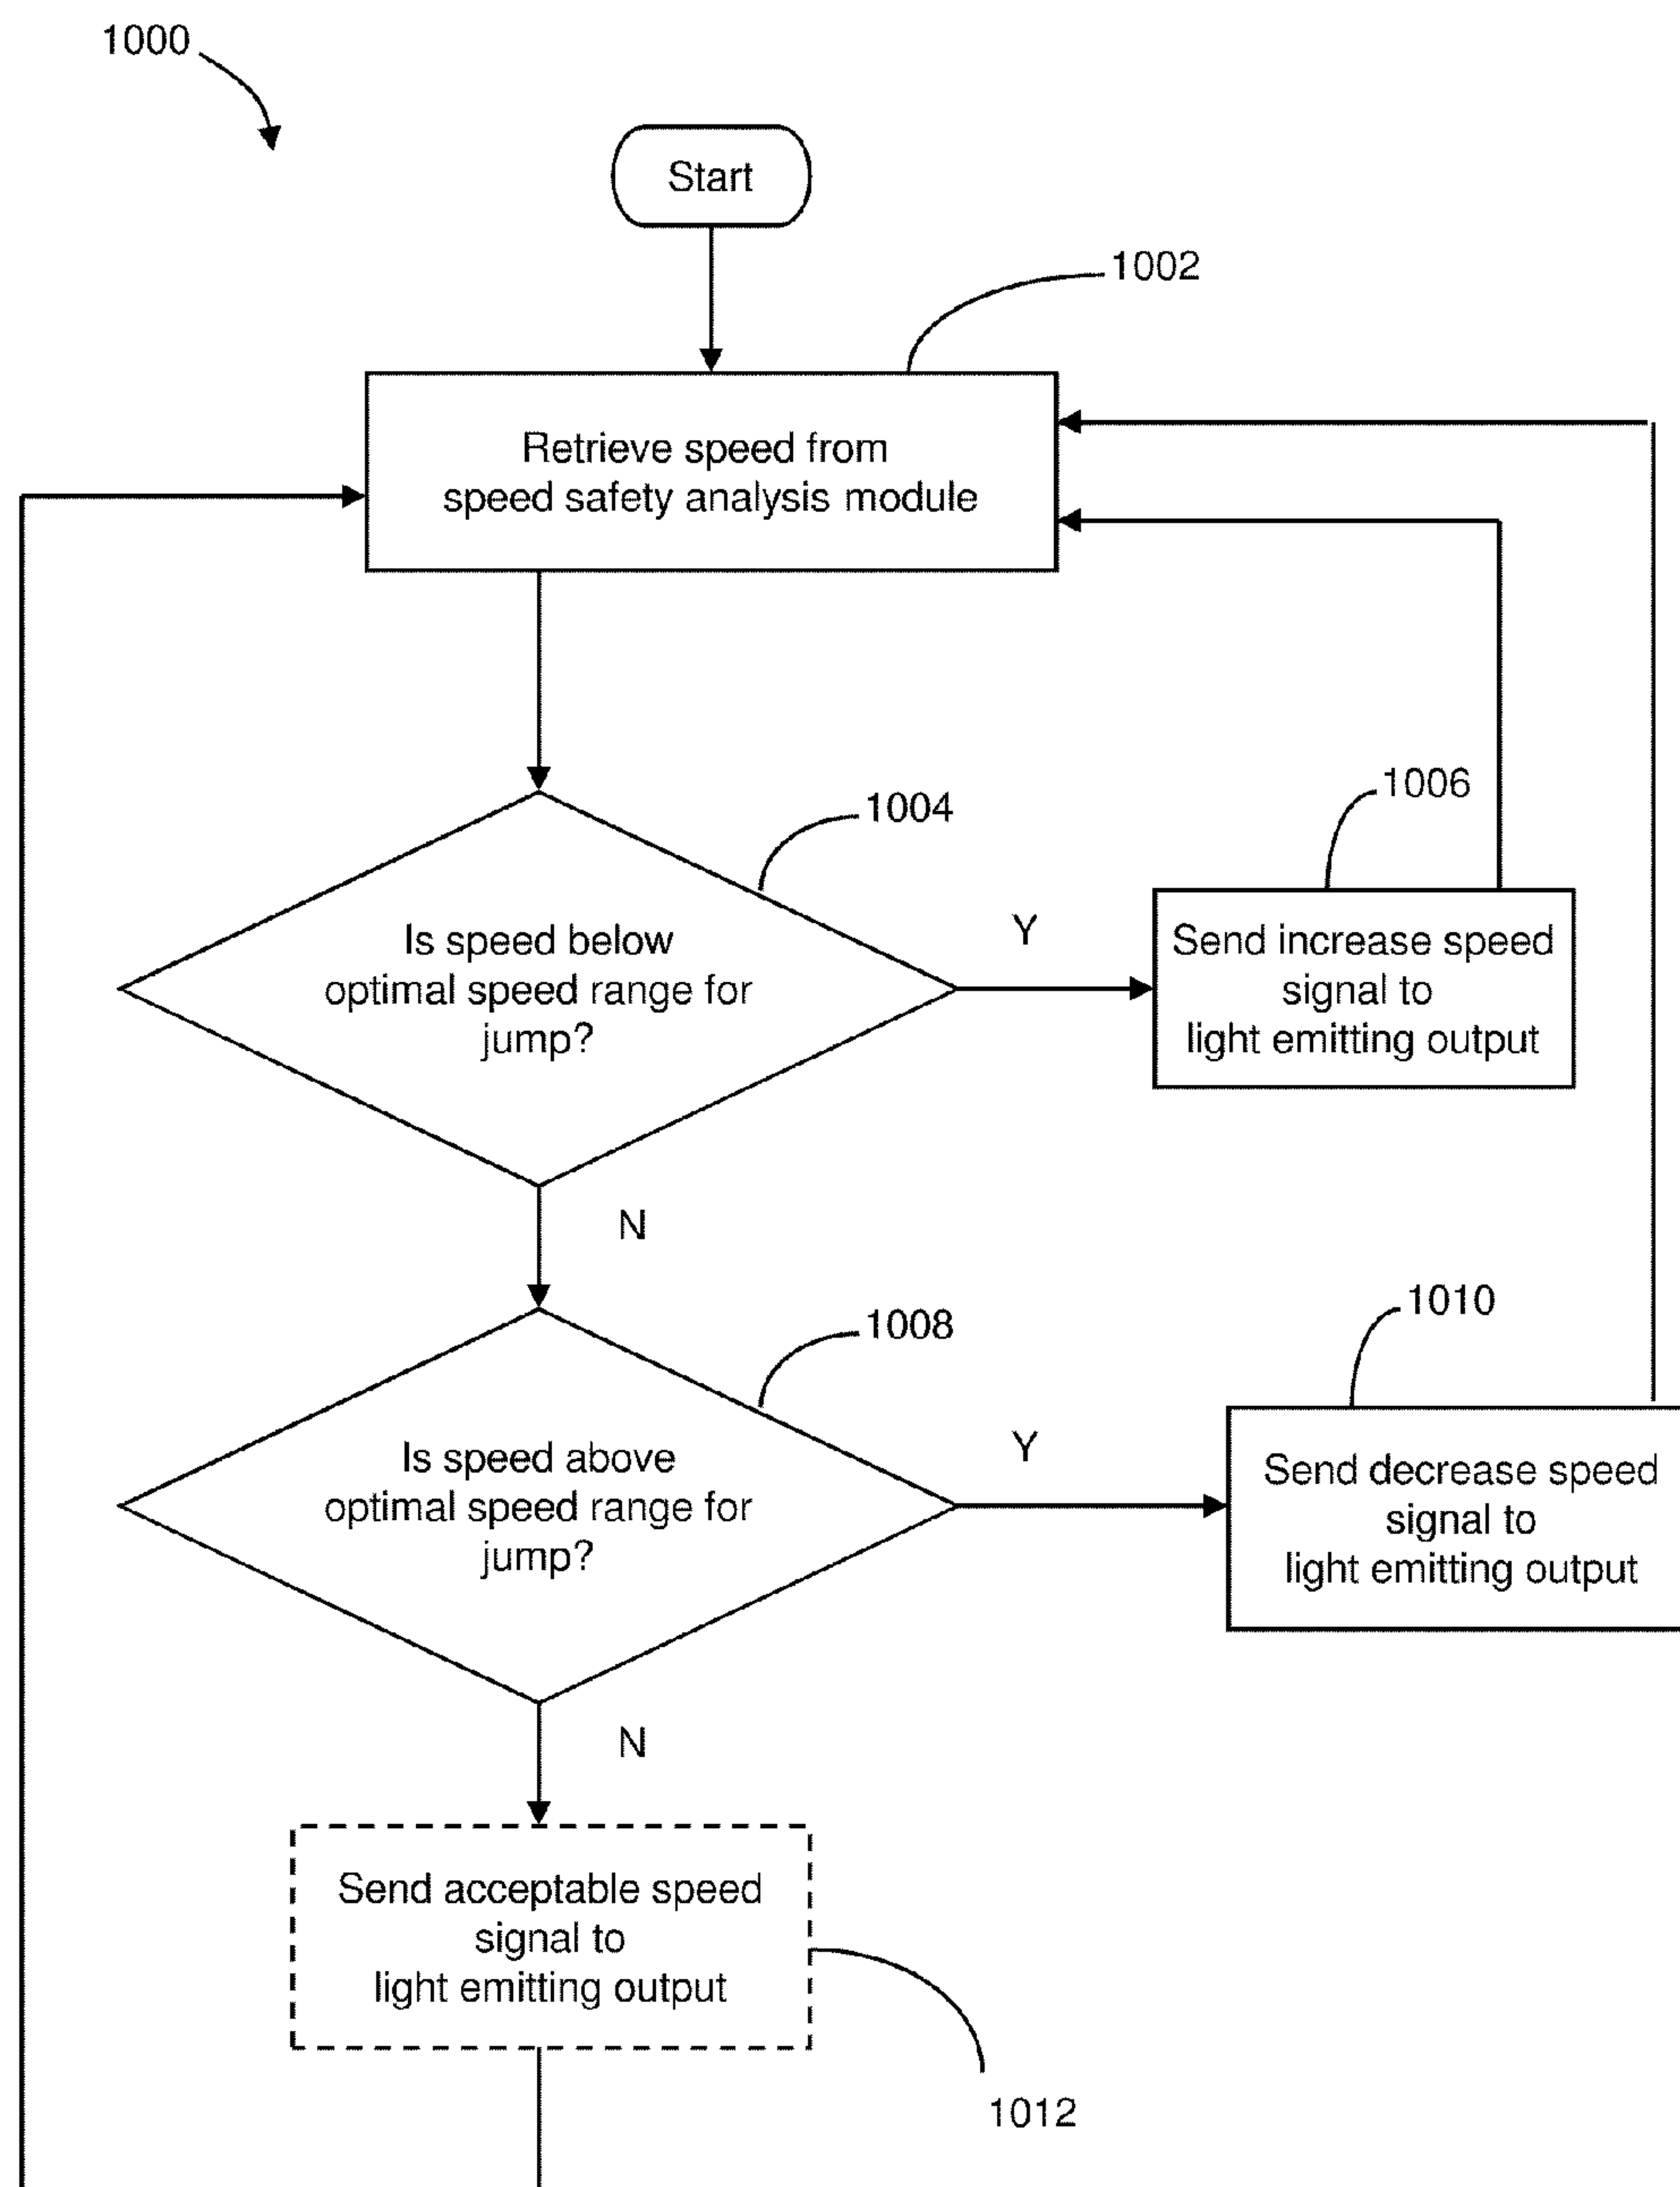 1000
Start
1002
Retrieve speed from
speed safety analysis module
1004
1006
Is speed below
optimal speed range for
jump?
Y
Send increase speed
signal to
light emitting output
N
1008
1010
Is speed above
optimal speed range for
jump?
Y
Send decrease speed
signal to
light emitting output
N
Send acceptable speed
signal to
light emitting output
1012